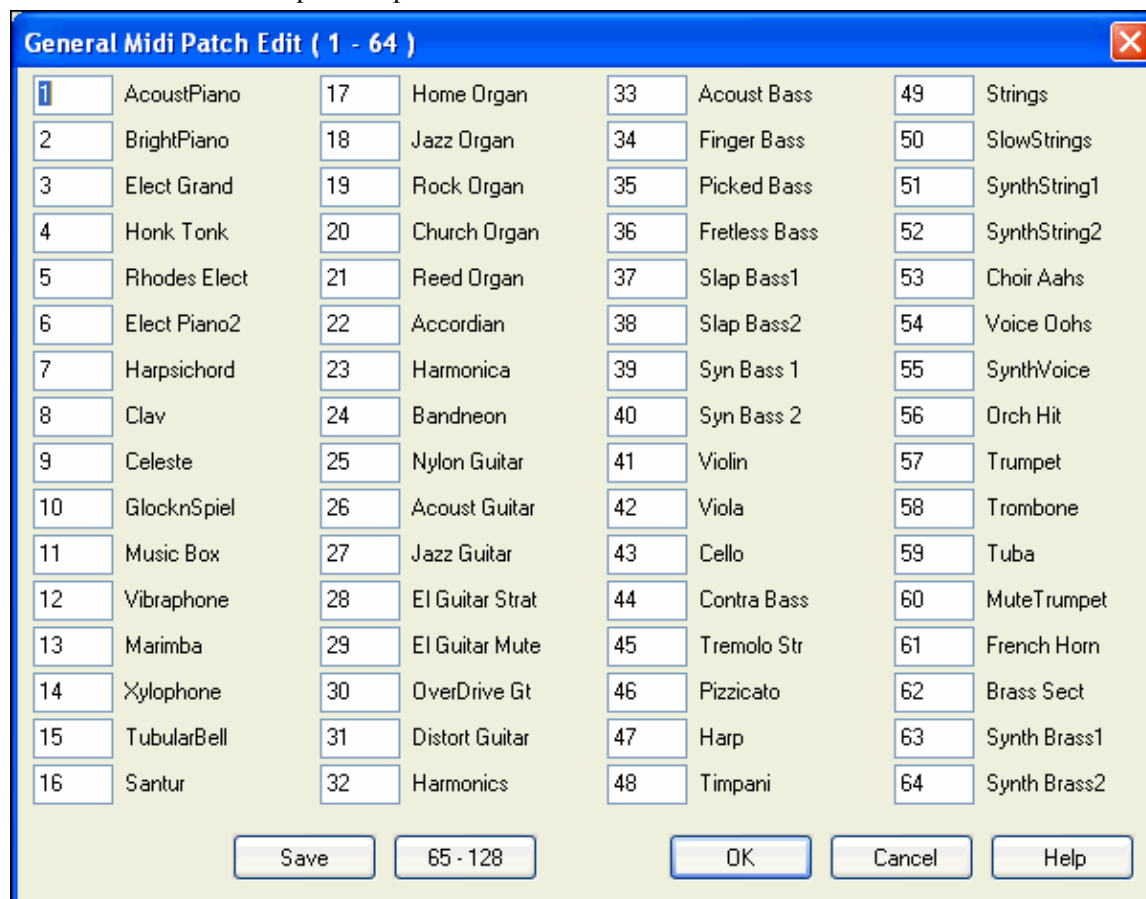 General Midi Patch Edit ( 1 - 64 )
1 AcoustPiano 17 Home Organ 33 Acoust Bass 49 Strings
2 BrightPiano 18 Jazz Organ 34 Finger Bass 50 SlowStrings
3 Elect Grand 19 Rock Organ 35 Picked Bass 51 SynthString1
4 Honk Tonk 20 Church Organ 36 Fretless Bass 52 SynthString2
5 Rhodes Elect 21 Reed Organ 37 Slap Bass1 53 Choir Aahs
6 Elect Piano2 22 Accordian 38 Slap Bass2 54 Voice Oohs
7 Harpsichord 23 Harmonica 39 Syn Bass 1 55 SynthVoice
8 Clav 24 Bandneon 40 Syn Bass 2 56 Orch Hit
9 Celeste 25 Nylon Guitar 41 Violin 57 Trumpet
10 GlocknSpiel 26 Acoust Guitar 42 Viola 58 Trombone
11 Music Box 27 Jazz Guitar 43 Cello 59 Tuba
12 Vibraphone 28 El Guitar Strat 44 Contra Bass 60 MuteTrumpet
13 Marimba 29 El Guitar Mute 45 Tremolo Str 61 French Horn
14 Xylophone 30 OverDrive Gt 46 Pizzicato 62 Brass Sect
15 TubularBell 31 Distort Guitar 47 Harp 63 Synth Brass1
16 Santur 32 Harmonics 48 Timpani 64 Synth Brass2
Save 65 - 128 OK Cancel Help